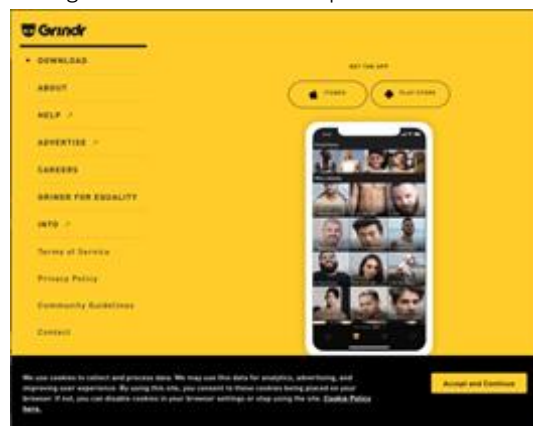 Grindr
DOWNLOAD
ABOUT
HELP ↗
ADVERTISE ↗
CAREERS
GRINDR FOR EQUALITY
INTO ↗
Terms of Service
Privacy Policy
Community Guidelines
Contact
GET THE APP
ITUNES
PLAY STORE
We use cookies to collect and process data. We may use this data for analytics, advertising, and
improving user experience. By using this site, you consent to these cookies being placed on your
browser. If not, you can disable cookies in your browser settings or stop using the site. Cookie Policy
here.
Accept and Continue